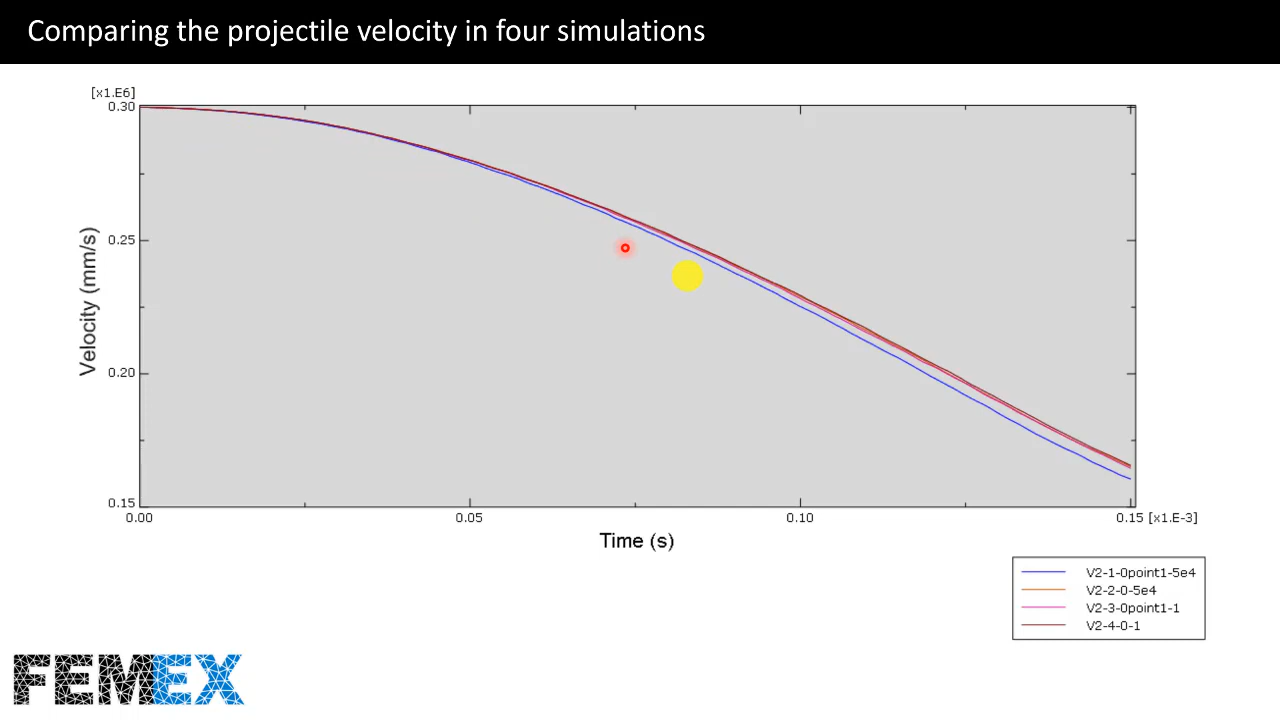 Comparing the projectile velocity in four simulations
[x1.E6]
0.30
0.25
0.20
0.15
Velocity (mm/s)
0.00
0.05
0.10
0.15 [x1.E-3]
Time (s)
V2-1-0point1-5e4
V2-2-0-5e4
V2-3-0point1-1
V2-4-0-1
FEMEX